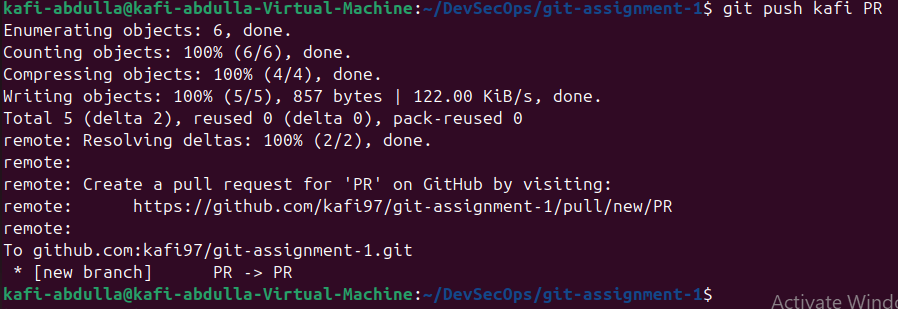 kafi-abdulla@kafi-abdulla-Virtual-Machine:~/DevSecOps/git-assignment-1$ git push kafi PR
Enumerating objects: 6, done.
Counting objects: 100% (6/6), done.
Compressing objects: 100% (4/4), done.
Writing objects: 100% (5/5), 857 bytes | 122.00 KiB/s, done.
Total 5 (delta 2), reused 0 (delta 0), pack-reused 0
remote: Resolving deltas: 100% (2/2), done.
remote:
remote: Create a pull request for 'PR' on GitHub by visiting:
remote:      https://github.com/kafi97/git-assignment-1/pull/new/PR
remote:
To github.com:kafi97/git-assignment-1.git
 * [new branch]      PR -> PR
kafi-abdulla@kafi-abdulla-Virtual-Machine:~/DevSecOps/git-assignment-1$
Activate Windo